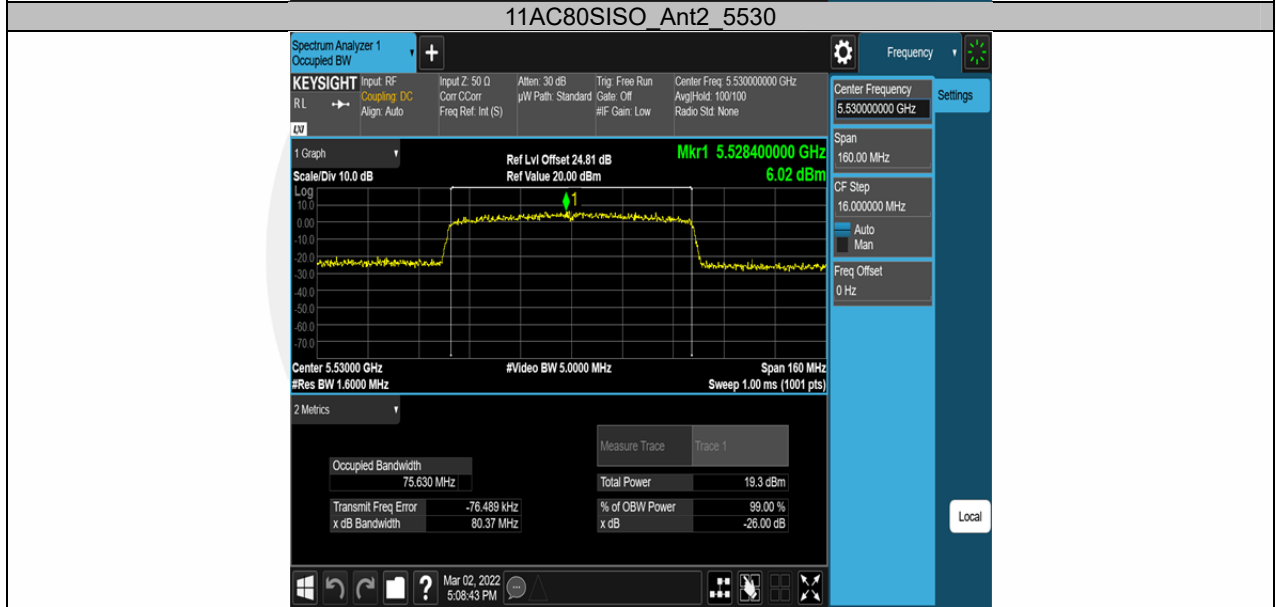 11AC80SISO_Ant2_5530
Spectrum Analyzer 1
Occupied BW
+
Frequency
KEYSIGHT
RL
LXI
Input: RF
Coupling: DC
Align: Auto
Input Z: 50 Ω
Corr CCorr
Freq Ref: Int (S)
Atten: 30 dB
µW Path: Standard
Trig: Free Run
Gate: Off
#IF Gain: Low
Center Freq: 5.530000000 GHz
Avg|Hold: 100/100
Radio Std: None
Center Frequency
5.530000000 GHz
Settings
Span
160.00 MHz
CF Step
16.000000 MHz
Auto
Man
Freq Offset
0 Hz
1 Graph
Scale/Div 10.0 dB
Ref Lvl Offset 24.81 dB
Ref Value 20.00 dBm
Mkr1 5.528400000 GHz
6.02 dBm
Log
10.0
0.00
-10.0
-20.0
-30.0
-40.0
-50.0
-60.0
-70.0
1
Center 5.53000 GHz
#Res BW 1.6000 MHz
#Video BW 5.0000 MHz
Span 160 MHz
Sweep 1.00 ms (1001 pts)
2 Metrics
Measure Trace
Trace 1
Occupied Bandwidth
75.630 MHz
Total Power
19.3 dBm
Transmit Freq Error
-76.489 kHz
% of OBW Power
99.00 %
x dB Bandwidth
80.37 MHz
x dB
-26.00 dB
Local
?
Mar 02, 2022
5:08:43 PM